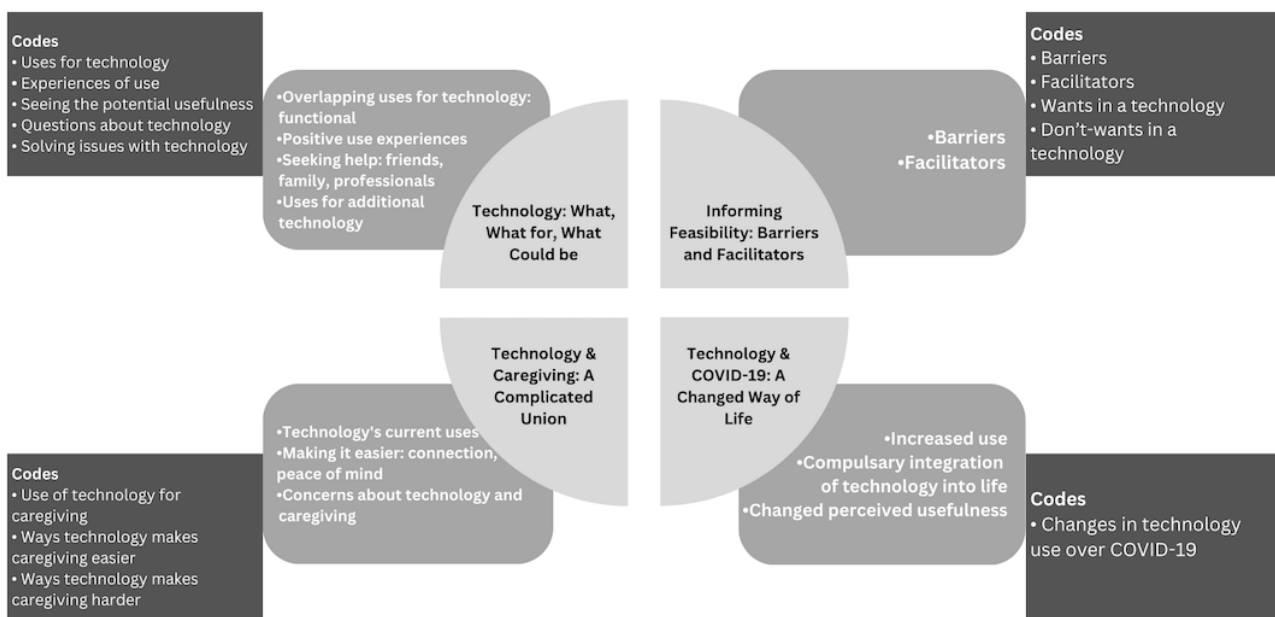 Codes
• Uses for technology
• Experiences of use
• Seeing the potential usefulness
• Questions about technology
• Solving issues with technology
•Overlapping uses for technology:
functional
•Positive use experiences
•Seeking help: friends,
family, professionals
•Uses for additional
technology
Technology: What,
What for, What
Could be
Informing
Feasibility: Barriers
and Facilitators
•Barriers
•Facilitators
Codes
• Barriers
• Facilitators
• Wants in a technology
• Don’t-wants in a
technology
Codes
• Use of technology for
caregiving
• Ways technology makes
caregiving easier
• Ways technology makes
caregiving harder
•Technology's current uses
•Making it easier: connection,
peace of mind
•Concerns about technology and
caregiving
Technology &
Caregiving: A
Complicated
Union
Technology &
COVID-19: A
Changed Way of
Life
•Increased use
•Compulsary integration
of technology into life
•Changed perceived usefulness
Codes
• Changes in technology
use over COVID-19